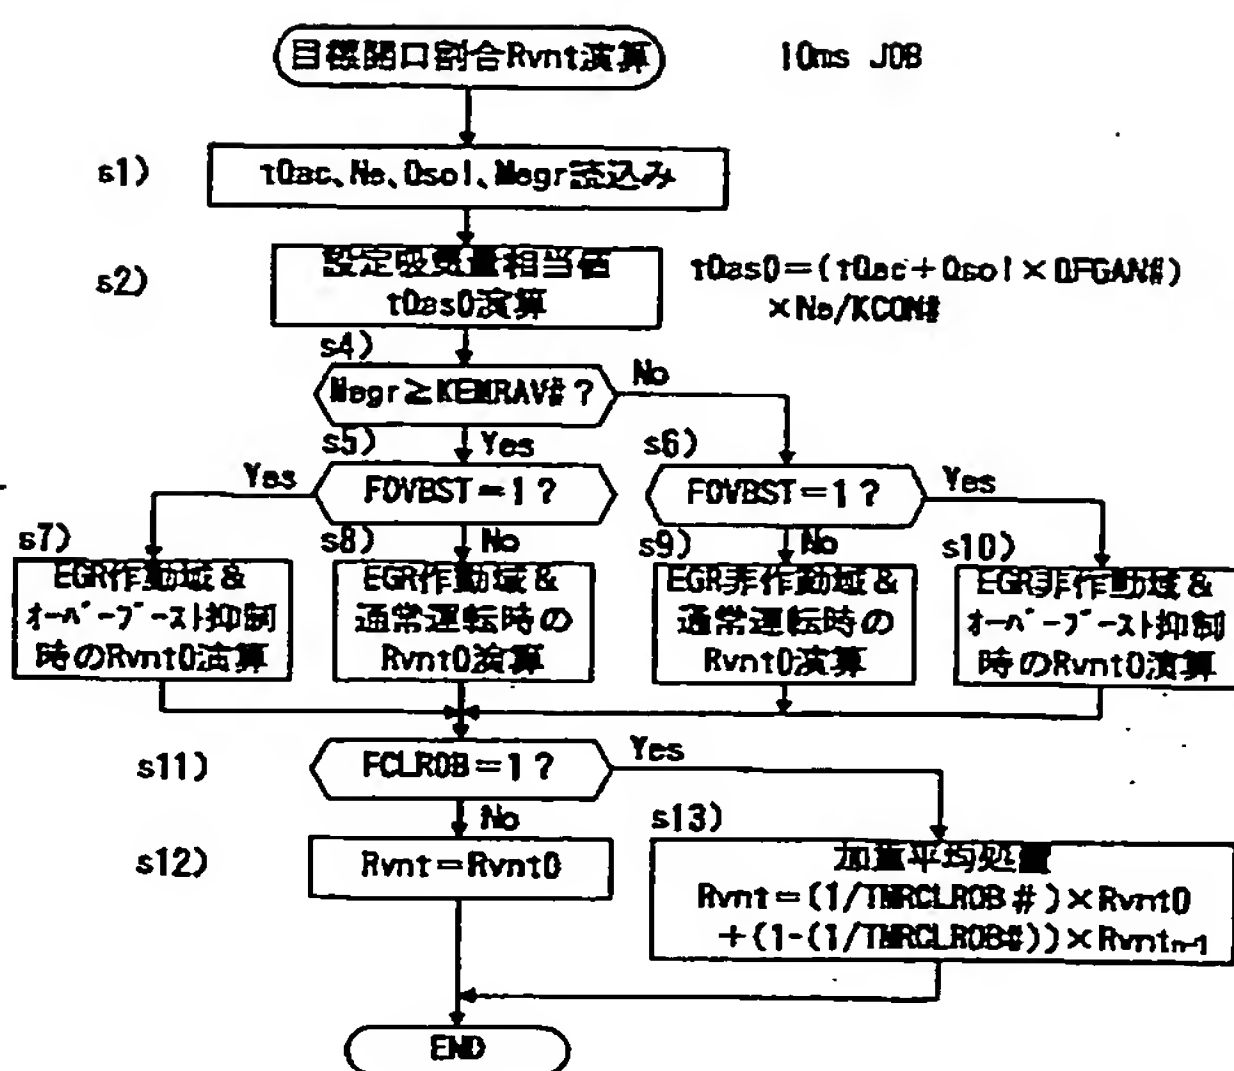 目標開口割合Rvnt演算
10ms JOB
s1)
tQac、Ne、Qsol、Megr読込み
s2)
設定吸気量相当値
tQas0演算
tQas0=(tQac+Qsol×QFGAN#)
×Ne/KCON#
s4)
Megr≧KEMRAV#?
No
Yes
s5)
FOVBST=1?
Yes
No
s6)
FOVBST=1?
Yes
No
s7)
EGR作動域&
オーバーブースト抑制
時のRvnt0演算
s8)
EGR作動域&
通常運転時の
Rvnt0演算
s9)
EGR非作動域&
通常運転時の
Rvnt0演算
s10)
EGR非作動域&
オーバーブースト抑制
時のRvnt0演算
s11)
FCLROB=1?
Yes
No
s12)
Rvnt=Rvnt0
s13)
加重平均処置
Rvnt=(1/TMRCLROB#)×Rvnt0
+(1-(1/TMRCLROB#))×Rvntn-1
END